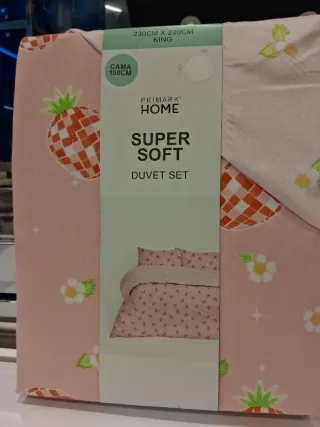 230CM X 220CM
KING
CAMA
150CM
PRIMARK®
HOME
SUPER
SOFT
DUVET SET